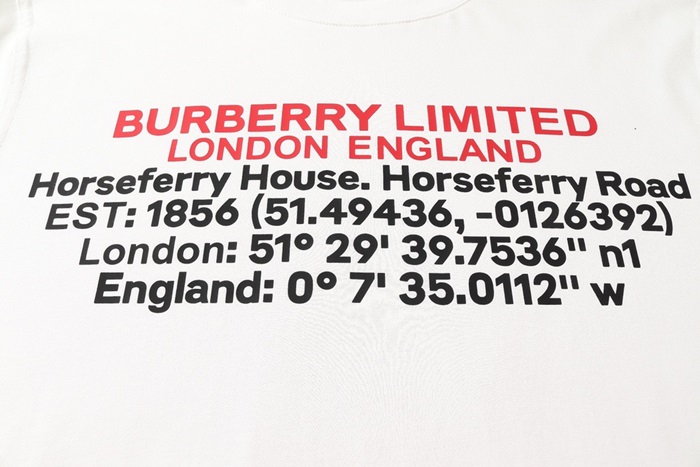 BURBERRY LIMITED
LONDON ENGLAND
Horseferry House. Horseferry Road
EST: 1856 (51.49436, -0126392)
London: 51° 29' 39.7536" n1
England: 0° 7' 35.0112" w